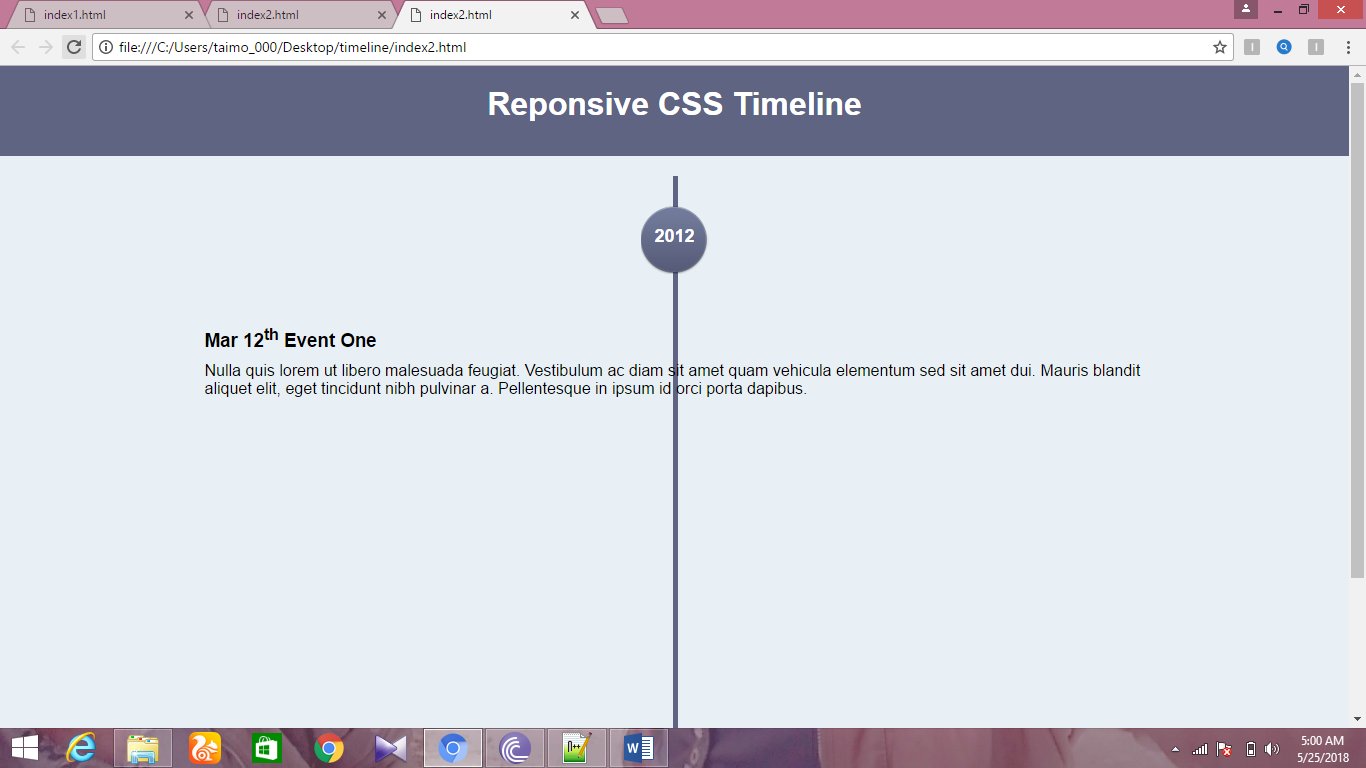 index1.html
index2.html
index2.html
file:///C:/Users/taimo_000/Desktop/timeline/index2.html
Reponsive CSS Timeline
2012
Mar 12th Event One
Nulla quis lorem ut libero malesuada feugiat. Vestibulum ac diam sit amet quam vehicula elementum sed sit amet dui. Mauris blandit
aliquet elit, eget tincidunt nibh pulvinar a. Pellentesque in ipsum id orci porta dapibus.
5:00 AM
5/25/2018